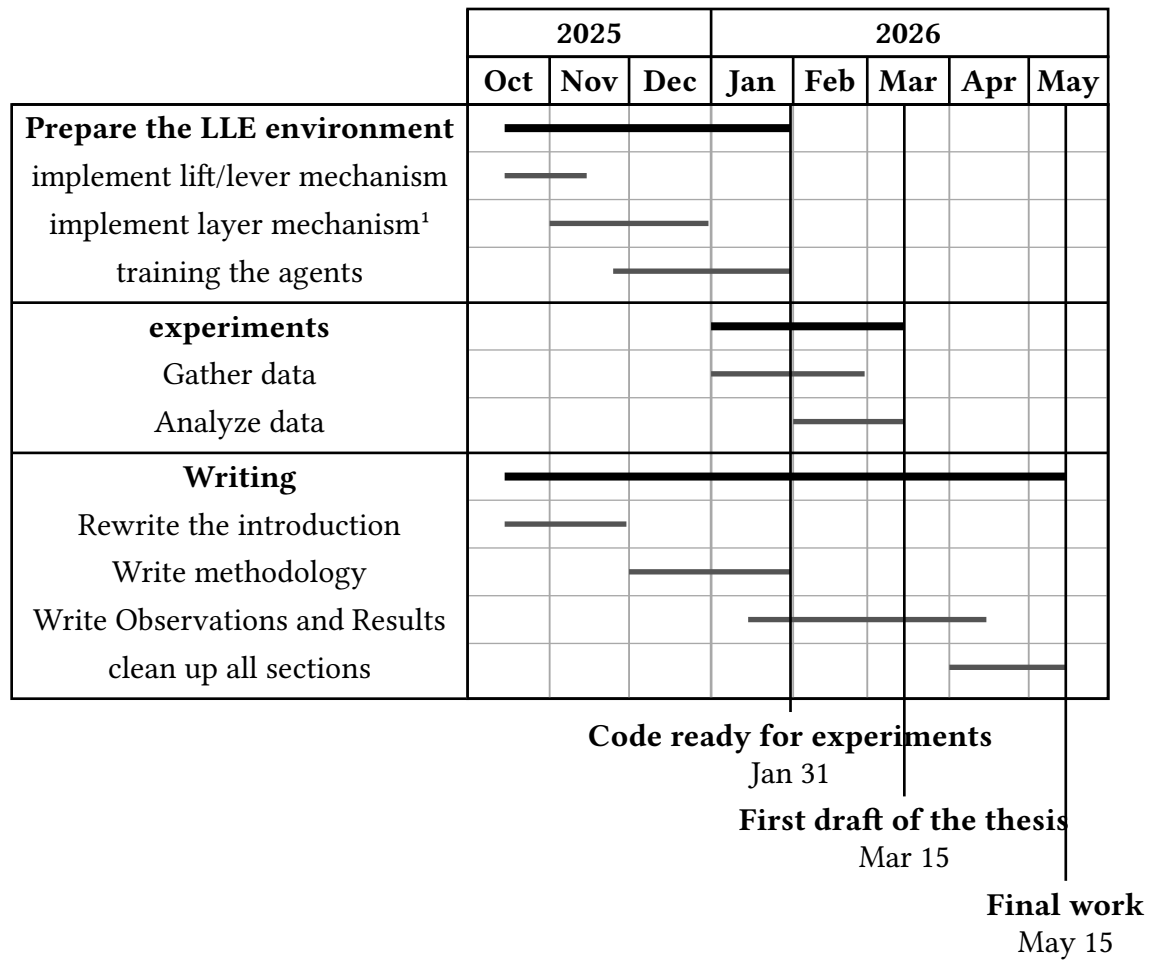 2025 2026
Oct Nov Dec Jan Feb Mar Apr May
Prepare the LLE environment
implement lift/lever mechanism
implement layer mechanism¹
training the agents
experiments
Gather data
Analyze data
Writing
Rewrite the introduction
Write methodology
Write Observations and Results
clean up all sections
Code ready for experiments
Jan 31
First draft of the thesis
Mar 15
Final work
May 15